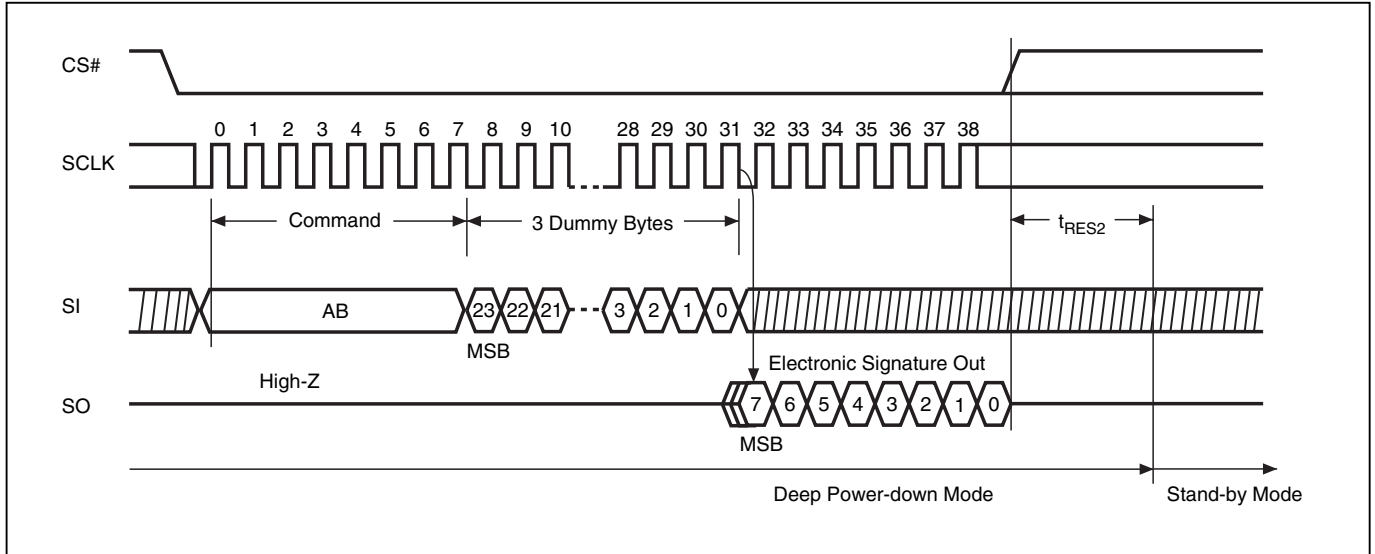 CS#
0 1 2 3 4 5 6 7 8 9 10 28 29 30 31 32 33 34 35 36 37 38
SCLK
Command 3 Dummy Bytes tRES2
SI AB 23 22 21 3 2 1 0
MSB
High-Z Electronic Signature Out
SO 7 6 5 4 3 2 1 0
MSB
Deep Power-down Mode Stand-by Mode